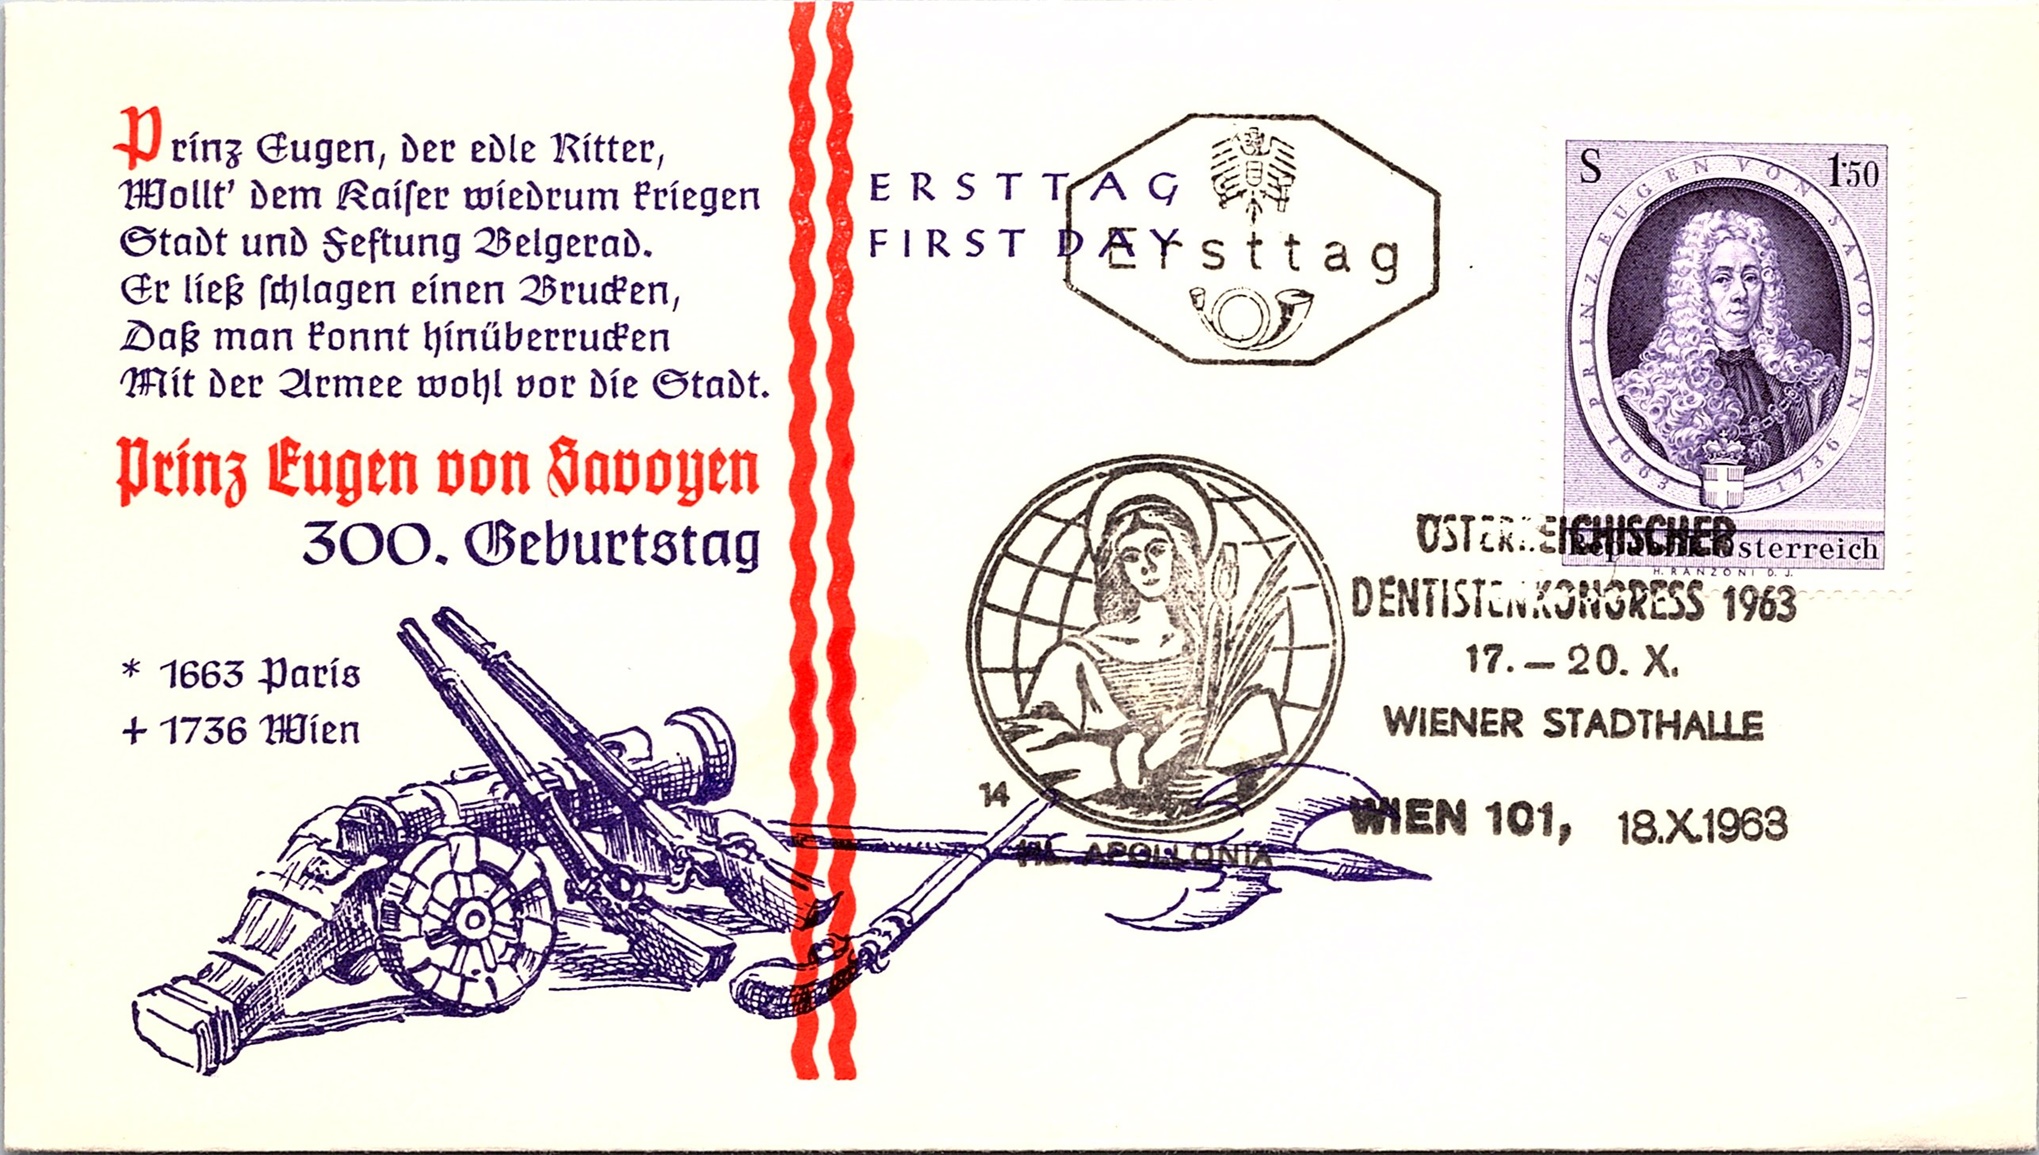 Prinz Eugen, der edle Ritter,
Wollt' dem Kaiser wiedrum kriegen
Stadt und Festung Belgerad.
Er ließ schlagen einen Brucken,
Daß man konnt hinüberrucken
Mit der Armee wohl vor die Stadt.
Prinz Eugen von Savoyen
300. Geburtstag
* 1663 Paris
+ 1736 Wien
ERSTTAG
FIRST DAY
Ersttag
S 1·50
PRINZ EUGEN VON SAVOYEN
1663 1736
Republik Österreich
H. RANZONI D. J.
ÖSTERREICHISCHER
DENTISTENKONGRESS 1963
17. – 20. X.
WIENER STADTHALLE
WIEN 101, 18.X.1963
14
HL. APOLLONIA